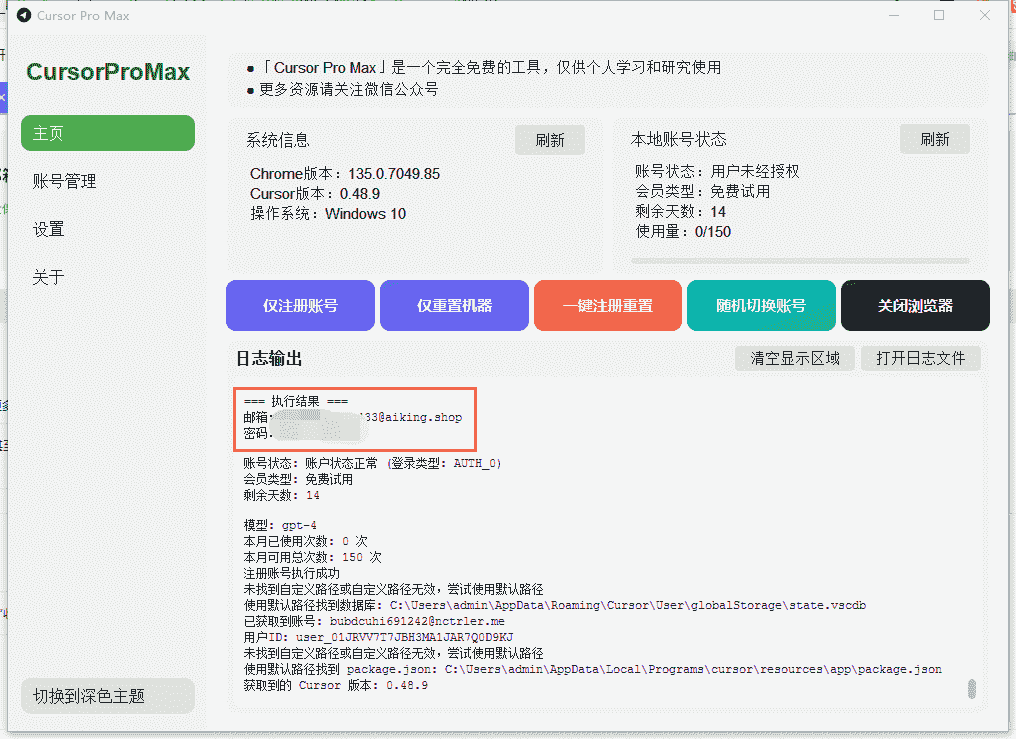 Cursor Pro Max
CursorProMax
主页
账号管理
设置
关于
切换到深色主题
● 「Cursor Pro Max」是一个完全免费的工具，仅供个人学习和研究使用
● 更多资源请关注微信公众号
系统信息
刷新
Chrome版本：135.0.7049.85
Cursor版本：0.48.9
操作系统：Windows 10
本地账号状态
刷新
账号状态：用户未经授权
会员类型：免费试用
剩余天数：14
使用量：0/150
仅注册账号
仅重置机器
一键注册重置
随机切换账号
关闭浏览器
日志输出
清空显示区域
打开日志文件
=== 执行结果 ===
邮箱: 33@aiking.shop
密码:
账号状态: 账户状态正常 (登录类型: AUTH_0)
会员类型: 免费试用
剩余天数: 14
模型: gpt-4
本月已使用次数: 0 次
本月可用总次数: 150 次
注册账号执行成功
未找到自定义路径或自定义路径无效，尝试使用默认路径
使用默认路径找到数据库: C:\Users\admin\AppData\Roaming\Cursor\User\globalStorage\state.vscdb
已获取到账号: bubdcuhi691242@nctrler.me
用户ID: user_01JRVV7T7JBH3MA1JAR7Q0D9KJ
未找到自定义路径或自定义路径无效，尝试使用默认路径
使用默认路径找到 package.json: C:\Users\admin\AppData\Local\Programs\cursor\resources\app\package.json
获取到的 Cursor 版本: 0.48.9